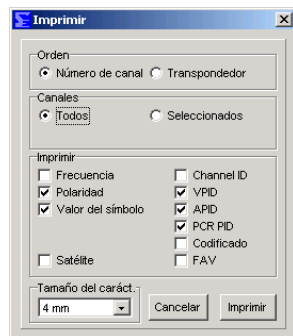 Imprimir
Orden
Número de canal Transpondedor
Canales
Todos Seleccionados
Imprimir
Frecuencia Channel ID
Polaridad VPID
Valor del símbolo APID
PCR PID
Codificado
Satélite FAV
Tamaño del caráct.
4 mm Cancelar Imprimir